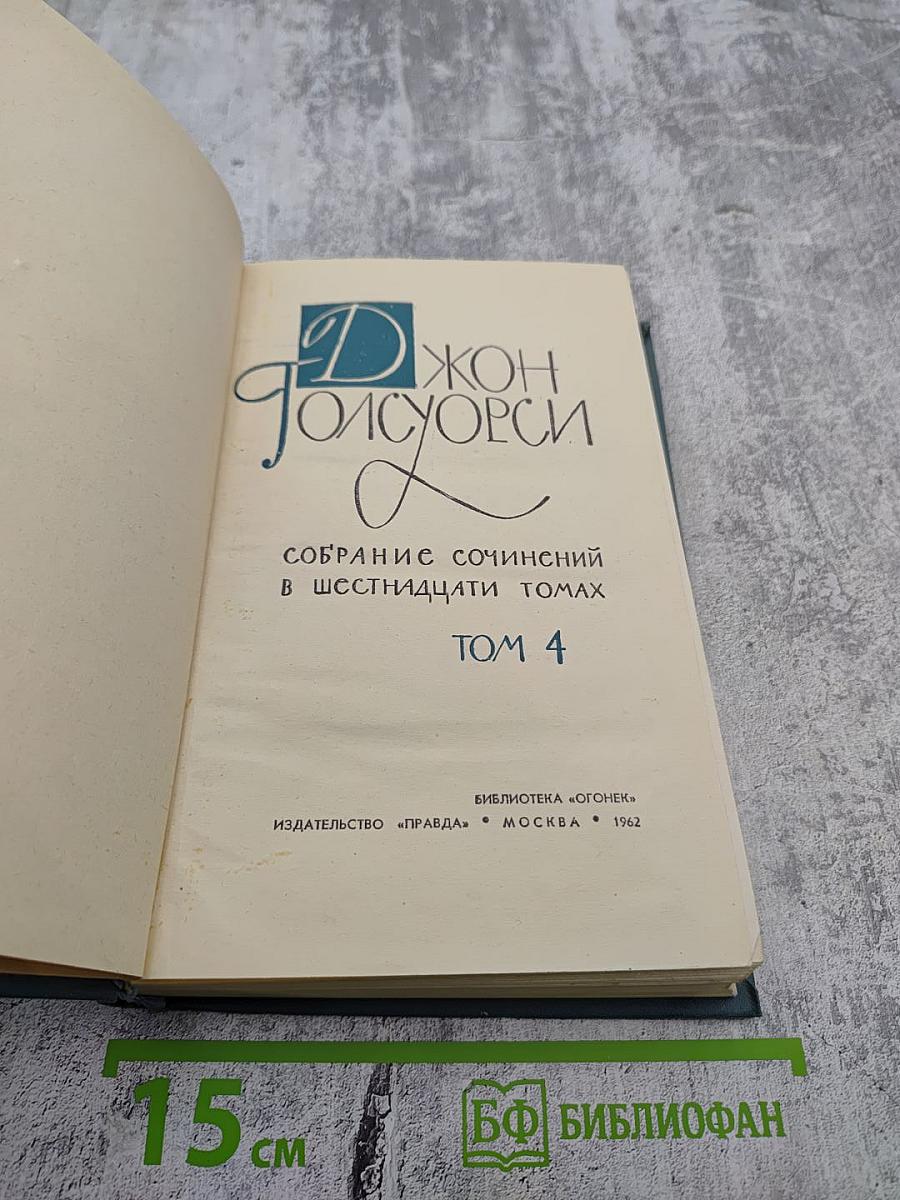 Джон
Голсуорси
СОБРАНИЕ СОЧИНЕНИЙ
В ШЕСТНАДЦАТИ ТОМАХ
ТОМ 4
БИБЛИОТЕКА «ОГОНЕК»
ИЗДАТЕЛЬСТВО «ПРАВДА» • МОСКВА • 1962
15 см
БФ БИБЛИОФАН